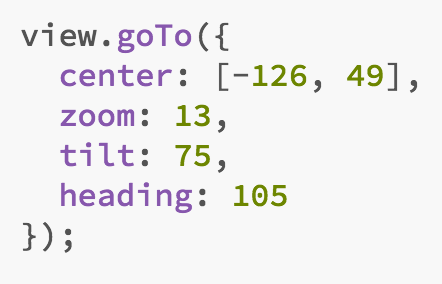 view.goTo({
  center: [-126, 49],
  zoom: 13,
  tilt: 75,
  heading: 105
});